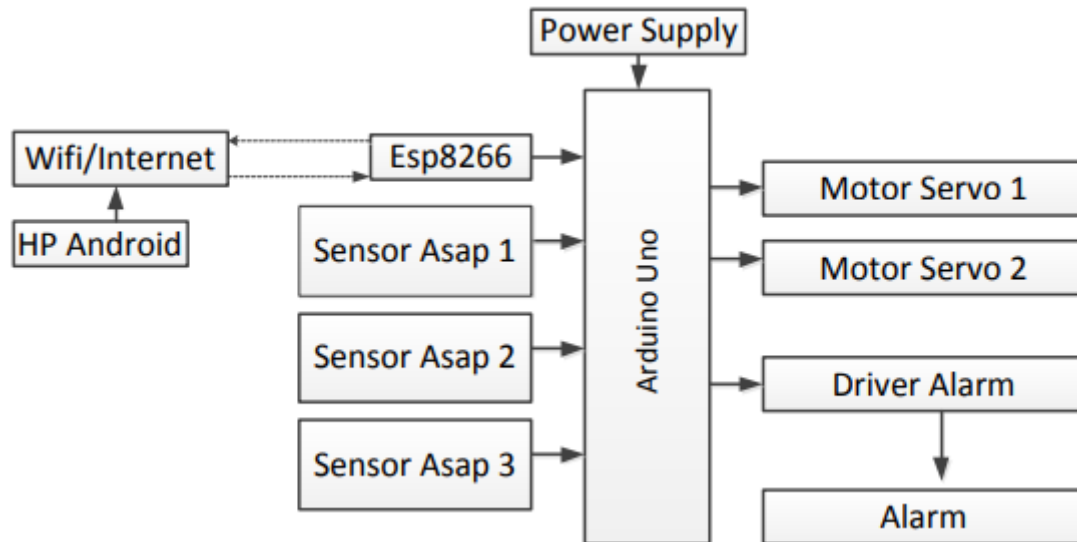 Power Supply
Wifi/Internet
Esp8266
HP Android
Sensor Asap 1
Sensor Asap 2
Sensor Asap 3
Arduino Uno
Motor Servo 1
Motor Servo 2
Driver Alarm
Alarm